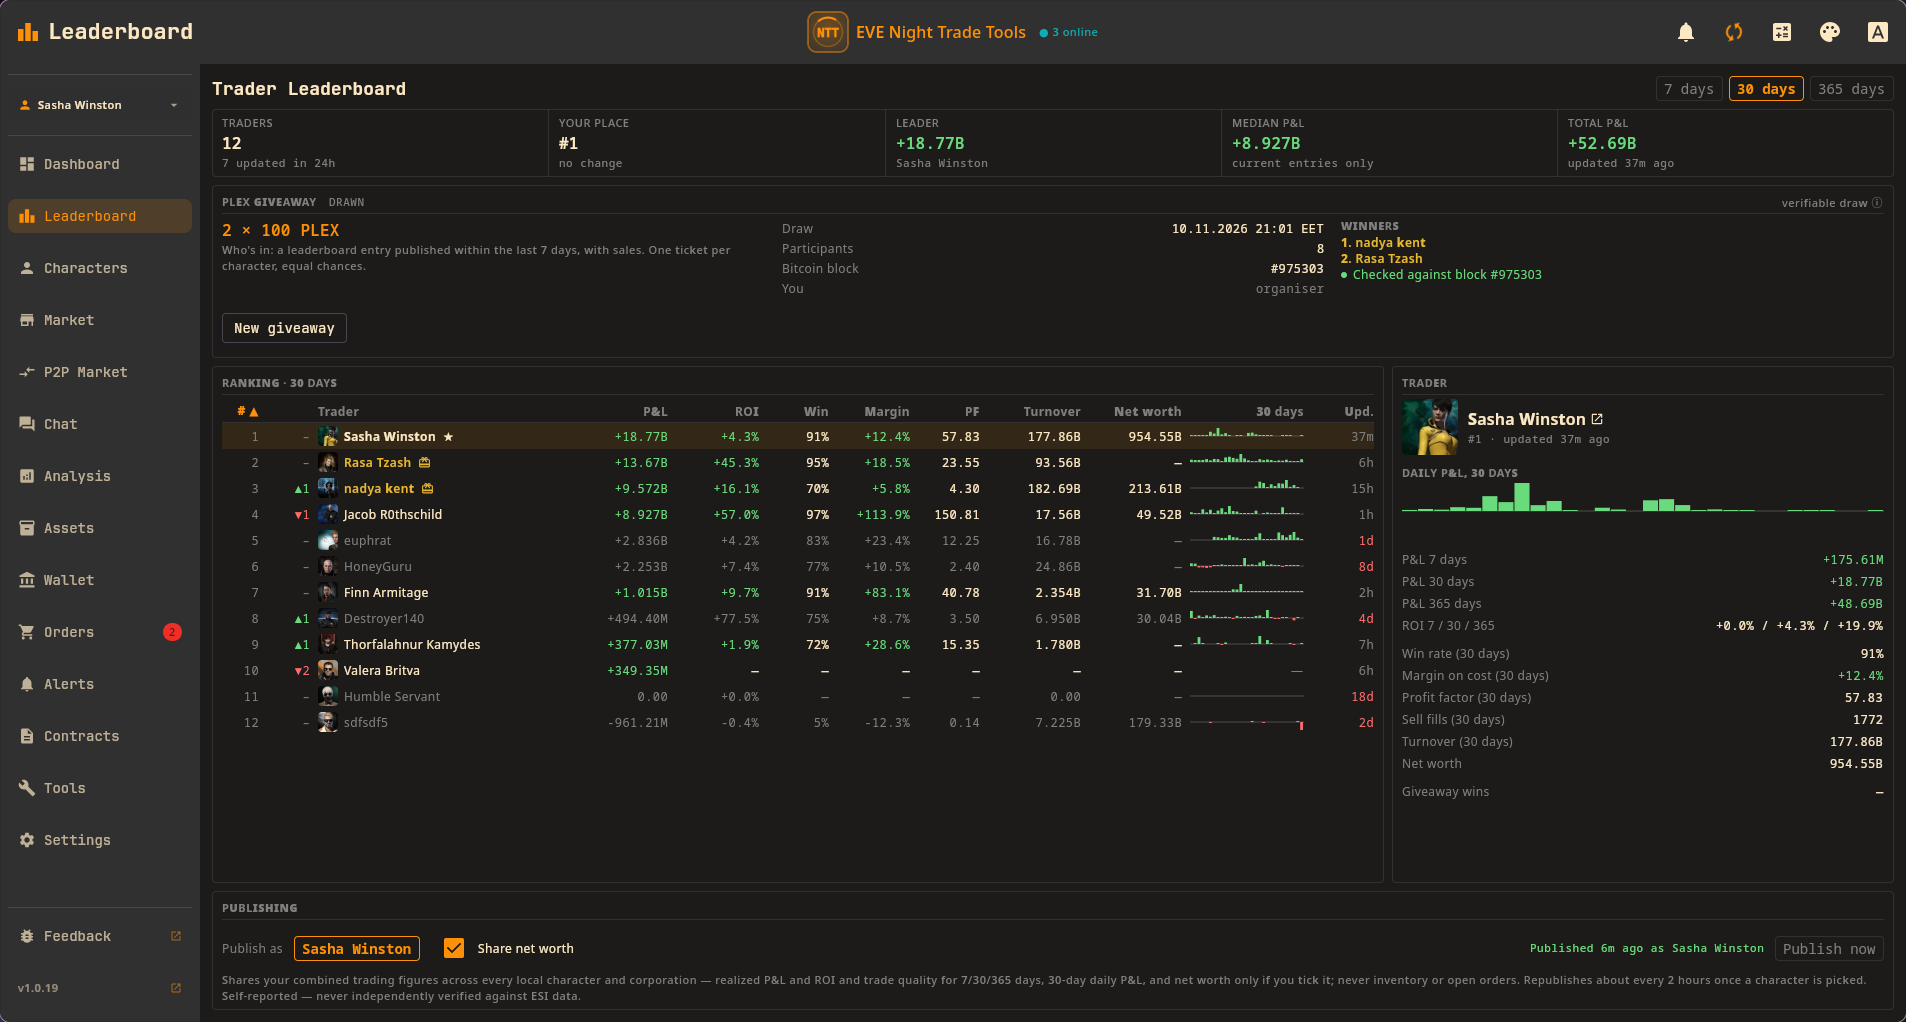 Leaderboard
NTT EVE Night Trade Tools 3 online
A
Sasha Winston
Dashboard
Leaderboard
Characters
Market
P2P Market
Chat
Analysis
Assets
Wallet
Orders 2
Alerts
Contracts
Tools
Settings
Feedback
v1.0.19
Trader Leaderboard
7 days 30 days 365 days
TRADERS
12
7 updated in 24h
YOUR PLACE
#1
no change
LEADER
+18.77B
Sasha Winston
MEDIAN P&L
+8.927B
current entries only
TOTAL P&L
+52.69B
updated 37m ago
PLEX GIVEAWAY DRAWN
verifiable draw
2 × 100 PLEX
Who's in: a leaderboard entry published within the last 7 days, with sales. One ticket per
character, equal chances.
New giveaway
Draw 10.11.2026 21:01 EET
Participants 8
Bitcoin block #975303
You organiser
WINNERS
1. nadya kent
2. Rasa Tzash
Checked against block #975303
RANKING · 30 DAYS
# ▲ Trader P&L ROI Win Margin PF Turnover Net worth 30 days Upd.
1 – Sasha Winston ★ +18.77B +4.3% 91% +12.4% 57.83 177.86B 954.55B 37m
2 – Rasa Tzash +13.67B +45.3% 95% +18.5% 23.55 93.56B — 6h
3 ▲1 nadya kent +9.572B +16.1% 70% +5.8% 4.30 182.69B 213.61B 15h
4 ▼1 Jacob R0thschild +8.927B +57.0% 97% +113.9% 150.81 17.56B 49.52B 1h
5 – euphrat +2.836B +4.2% 83% +23.4% 12.25 16.78B — 1d
6 – HoneyGuru +2.253B +7.4% 77% +10.5% 2.40 24.86B — 8d
7 – Finn Armitage +1.015B +9.7% 91% +83.1% 40.78 2.354B 31.70B 2h
8 ▲1 Destroyer140 +494.40M +77.5% 75% +8.7% 3.50 6.950B 30.04B 4d
9 ▲1 Thorfalahnur Kamydes +377.03M +1.9% 72% +28.6% 15.35 1.780B — 7h
10 ▼2 Valera Britva +349.35M — — — — — — — 6h
11 – Humble Servant 0.00 +0.0% — — — 0.00 — 18d
12 – sdfsdf5 -961.21M -0.4% 5% -12.3% 0.14 7.225B 179.33B 2d
TRADER
Sasha Winston
#1 · updated 37m ago
DAILY P&L, 30 DAYS
P&L 7 days +175.61M
P&L 30 days +18.77B
P&L 365 days +48.69B
ROI 7 / 30 / 365 +0.0% / +4.3% / +19.9%
Win rate (30 days) 91%
Margin on cost (30 days) +12.4%
Profit factor (30 days) 57.83
Sell fills (30 days) 1772
Turnover (30 days) 177.86B
Net worth 954.55B
Giveaway wins —
PUBLISHING
Publish as Sasha Winston Share net worth
Published 6m ago as Sasha Winston Publish now
Shares your combined trading figures across every local character and corporation — realized P&L and ROI and trade quality for 7/30/365 days, 30-day daily P&L, and net worth only if you tick it; never inventory or open orders. Republishes about every 2 hours once a character is picked.
Self-reported — never independently verified against ESI data.